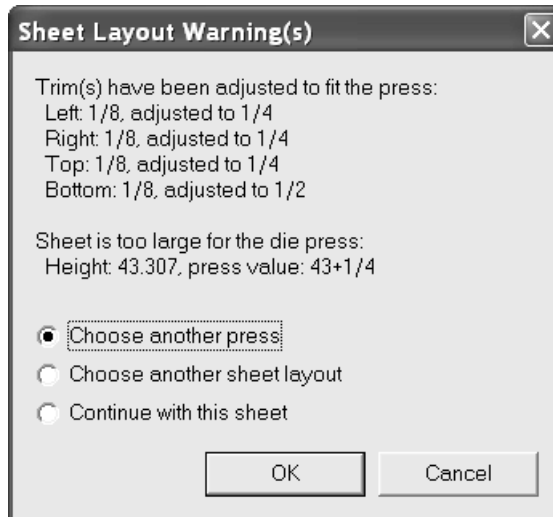 Sheet Layout Warning(s)
Trim(s) have been adjusted to fit the press:
Left: 1/8, adjusted to 1/4
Right: 1/8, adjusted to 1/4
Top: 1/8, adjusted to 1/4
Bottom: 1/8, adjusted to 1/2
Sheet is too large for the die press:
Height: 43.307, press value: 43+1/4
Choose another press
Choose another sheet layout
Continue with this sheet
OK
Cancel